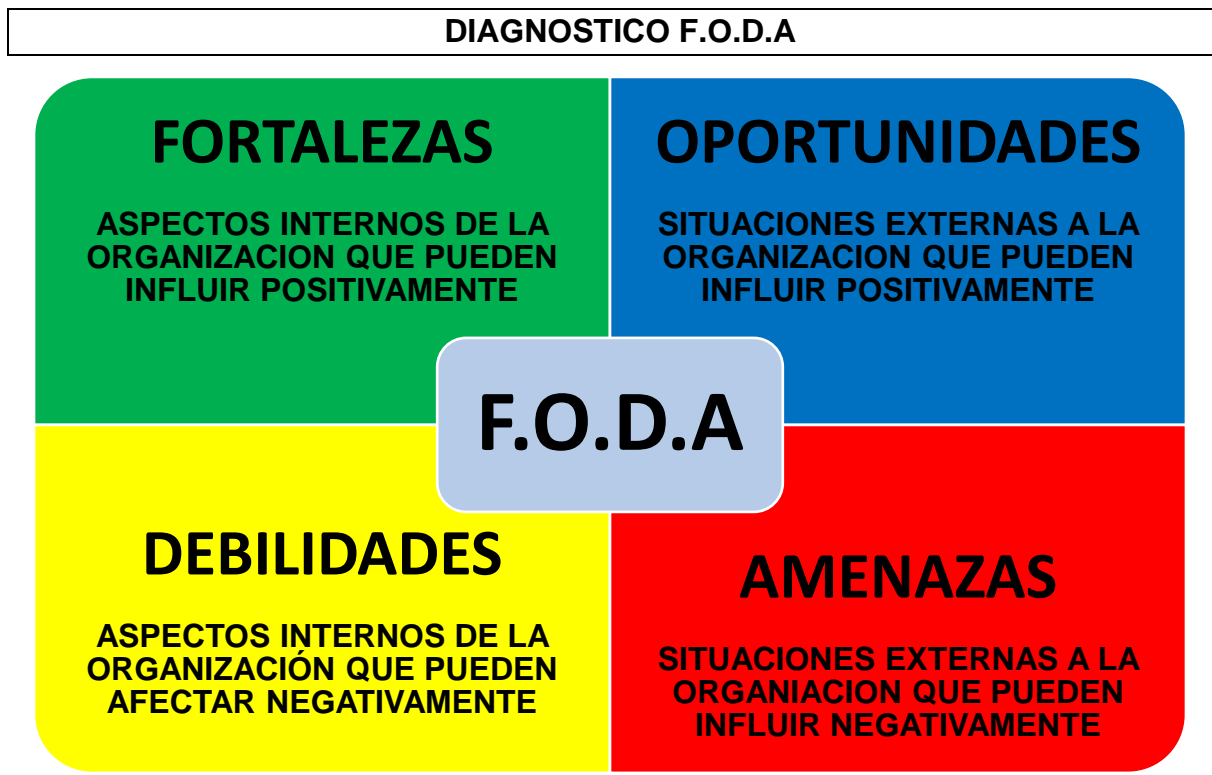 DIAGNOSTICO F.O.D.A
FORTALEZAS
ASPECTOS INTERNOS DE LA
ORGANIZACION QUE PUEDEN
INFLUIR POSITIVAMENTE
OPORTUNIDADES
SITUACIONES EXTERNAS A LA
ORGANIZACION QUE PUEDEN
INFLUIR POSITIVAMENTE
F.O.D.A
DEBILIDADES
ASPECTOS INTERNOS DE LA
ORGANIZACIÓN QUE PUEDEN
AFECTAR NEGATIVAMENTE
AMENAZAS
SITUACIONES EXTERNAS A LA
ORGANIACION QUE PUEDEN
INFLUIR NEGATIVAMENTE